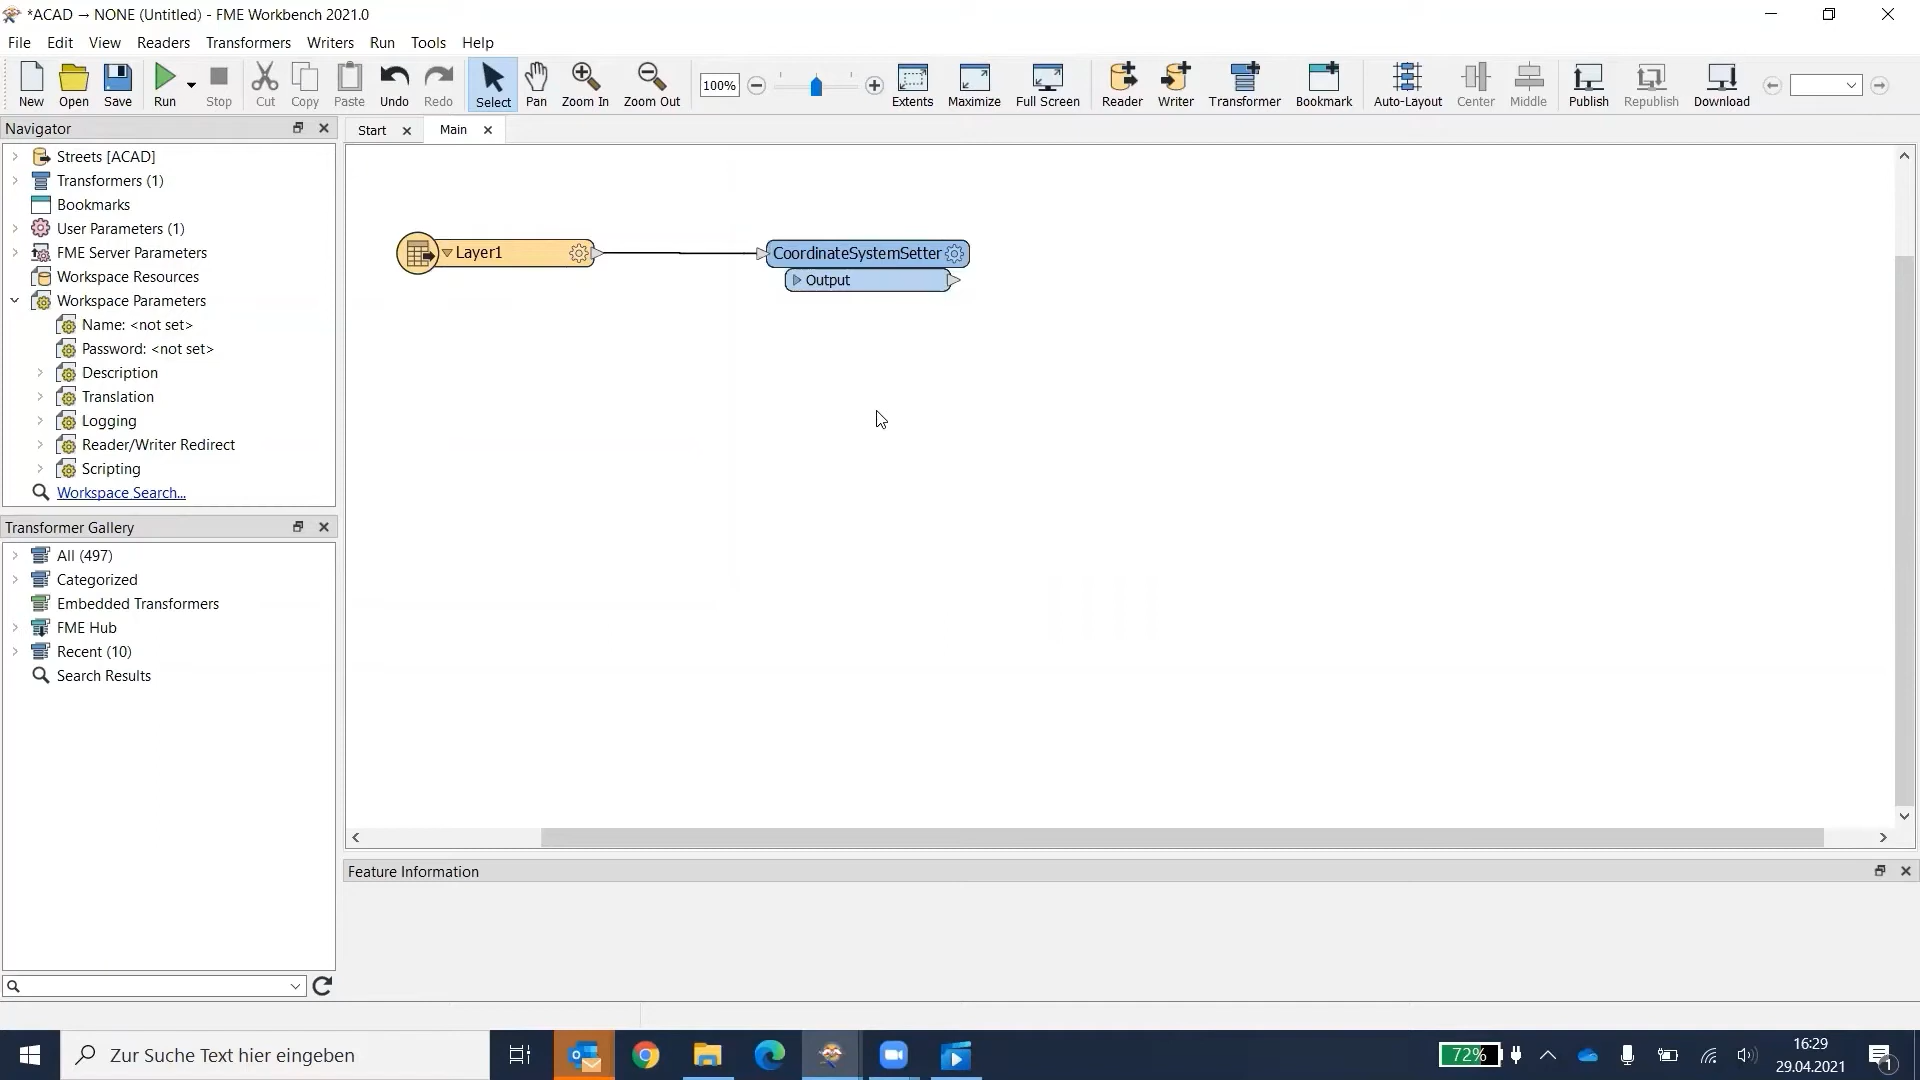 *ACAD → NONE (Untitled) - FME Workbench 2021.0
File Edit View Readers Transformers Writers Run Tools Help
New Open Save Run Stop Cut Copy Paste Undo Redo Select Pan Zoom In Zoom Out 100% Extents Maximize Full Screen Reader Writer Transformer Bookmark Auto-Layout Center Middle Publish Republish Download
Navigator
Start Main
Streets [ACAD]
Transformers (1)
Bookmarks
User Parameters (1)
FME Server Parameters
Workspace Resources
Workspace Parameters
Name: <not set>
Password: <not set>
Description
Translation
Logging
Reader/Writer Redirect
Scripting
Workspace Search...
Layer1
CoordinateSystemSetter
Output
Transformer Gallery
All (497)
Categorized
Embedded Transformers
FME Hub
Recent (10)
Search Results
Feature Information
Zur Suche Text hier eingeben
72%
16:29
29.04.2021
1